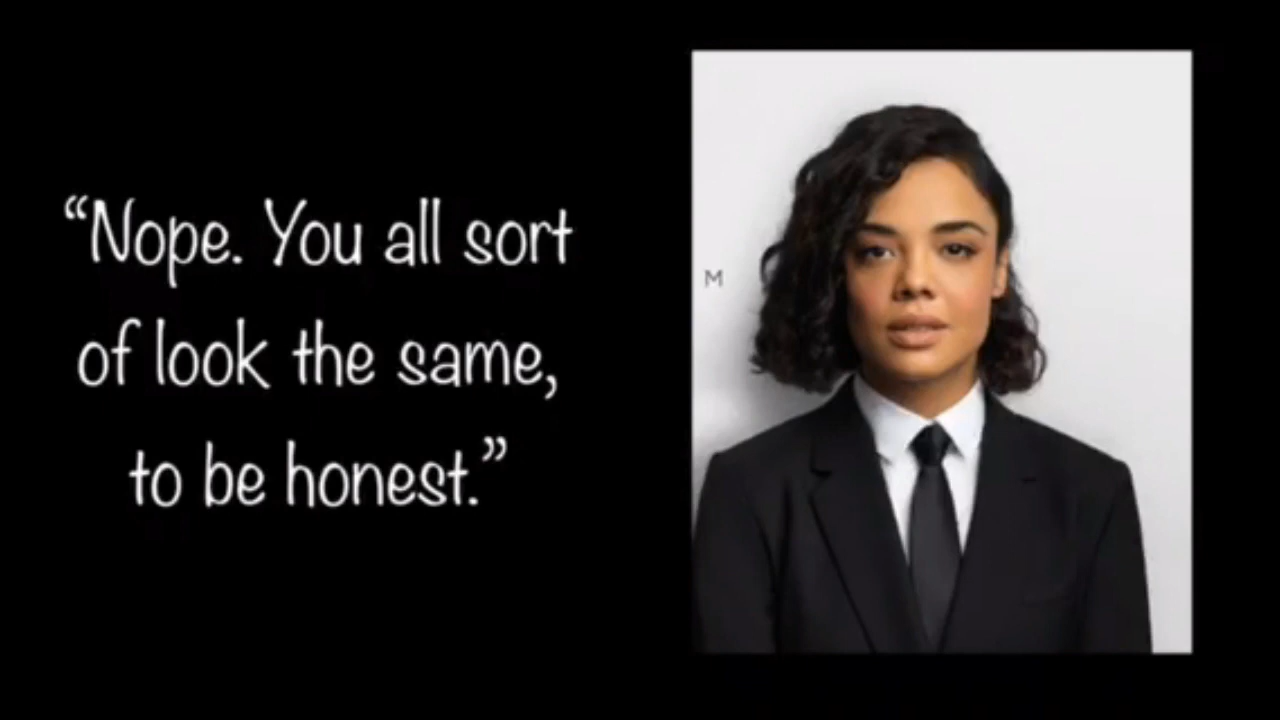 “Nope. You all sort
of look the same,
to be honest.”
M